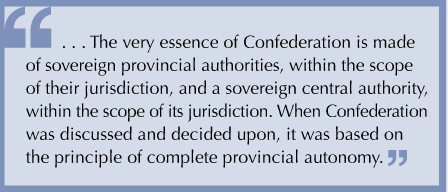 “ . . . The very essence of Confederation is made
of sovereign provincial authorities, within the scope
of their jurisdiction, and a sovereign central authority,
within the scope of its jurisdiction. When Confederation
was discussed and decided upon, it was based on
the principle of complete provincial autonomy. ”